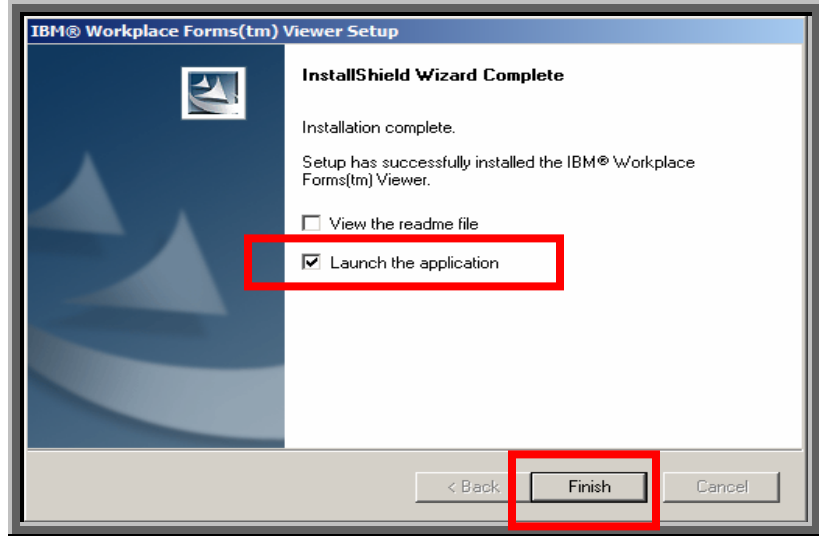 IBM® Workplace Forms(tm) Viewer Setup
InstallShield Wizard Complete
Installation complete.
Setup has successfully installed the IBM® Workplace
Forms(tm) Viewer.
View the readme file
Launch the application
< Back Finish Cancel